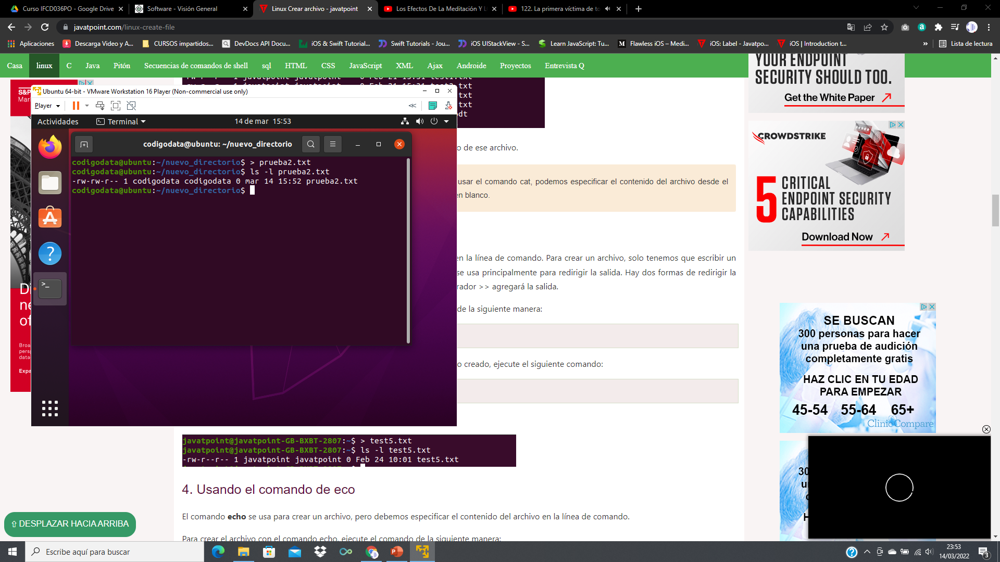 Curso IFCD036PO - Google Drive
Software - Visión General
Linux Crear archivo - javatpoint
Los Efectos De La Meditación Y L
122. La primera víctima de to
javatpoint.com/linux-create-file
Aplicaciones
Descarga Video y A...
CURSOS impartidos...
DevDocs API Docu...
iOS & Swift Tutorial...
Swift Tutorials - Jou...
iOS UIStackView - S...
Learn JavaScript: Tu...
Flawless iOS – Medi...
iOS: Label - Javatpo...
iOS | Introduction t...
»
Lista de lectura
Casa
linux
C
Java
Pitón
Secuencias de comandos de shell
sql
HTML
CSS
JavaScript
XML
Ajax
Androide
Proyectos
Entrevista Q
YOUR ENDPOINT
SECURITY SHOULD TOO.
Get the White Paper
S&P
Mar
Ubuntu 64-bit - VMware Workstation 16 Player (Non-commercial use only)
Player
Actividades
Terminal
14 de mar 15:53
codigodata@ubuntu: ~/nuevo_directorio
codigodata@ubuntu:~/nuevo_directorio$ > prueba2.txt
codigodata@ubuntu:~/nuevo_directorio$ ls -l prueba2.txt
-rw-rw-r-- 1 codigodata codigodata 0 mar 14 15:52 prueba2.txt
codigodata@ubuntu:~/nuevo_directorio$
.txt
.txt
.txt
dt
o de ese archivo.
usar el comando cat, podemos especificar el contenido del archivo desde el
en blanco.
en la línea de comando. Para crear un archivo, solo tenemos que escribir un
se usa principalmente para redirigir la salida. Hay dos formas de redirigir la
rador >> agregará la salida.
de la siguiente manera:
o creado, ejecute el siguiente comando:
javatpoint@javatpoint-GB-BXBT-2807:~$ > test5.txt
javatpoint@javatpoint-GB-BXBT-2807:~$ ls -l test5.txt
-rw-r--r-- 1 javatpoint javatpoint 0 Feb 24 10:01 test5.txt
4. Usando el comando de eco
El comando echo se usa para crear un archivo, pero debemos especificar el contenido del archivo en la línea de comando.
Para crear el archivo con el comando echo, ejecute el comando de la siguiente manera:
Di
ne
of
Broa
pers
data
Expa
⇧ DESPLAZAR HACIA ARRIBA
CROWDSTRIKE
5 CRITICAL
ENDPOINT SECURITY
CAPABILITIES
Download Now
SE BUSCAN
300 personas para hacer
una prueba de audición
completamente gratis
HAZ CLIC EN TU EDAD
PARA EMPEZAR
45-54 55-64 65+
ClinicCompare
30
Escribe aquí para buscar
23:53
14/03/2022
3